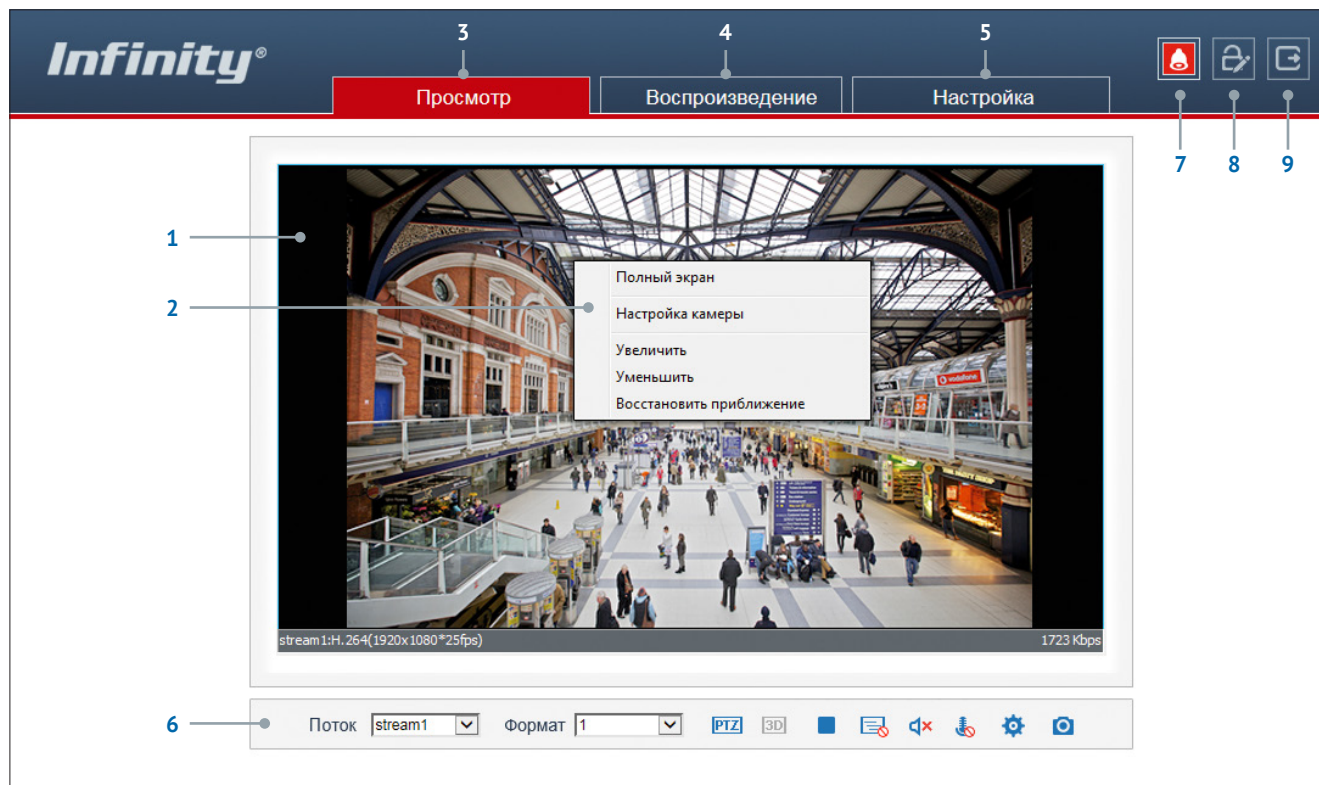 Infinity®
3
4
5
Просмотр
Воспроизведение
Настройка
7
8
9
1
2
Полный экран
Настройка камеры
Увеличить
Уменьшить
Восстановить приближение
vodafone
stream1:H.264(1920x1080*25fps)
1723 Kbps
6
Поток
stream1
Формат
1
PTZ
3D